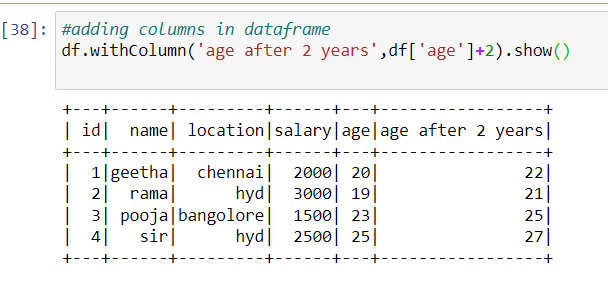 [38]: #adding columns in dataframe
df.withColumn('age after 2 years',df['age']+2).show()
+---+------+---------+------+---+-----------------+
| id|  name| location|salary|age|age after 2 years|
+---+------+---------+------+---+-----------------+
|  1|geetha|  chennai|  2000| 20|               22|
|  2|  rama|      hyd|  3000| 19|               21|
|  3| pooja|bangolore|  1500| 23|               25|
|  4|   sir|      hyd|  2500| 25|               27|
+---+------+---------+------+---+-----------------+